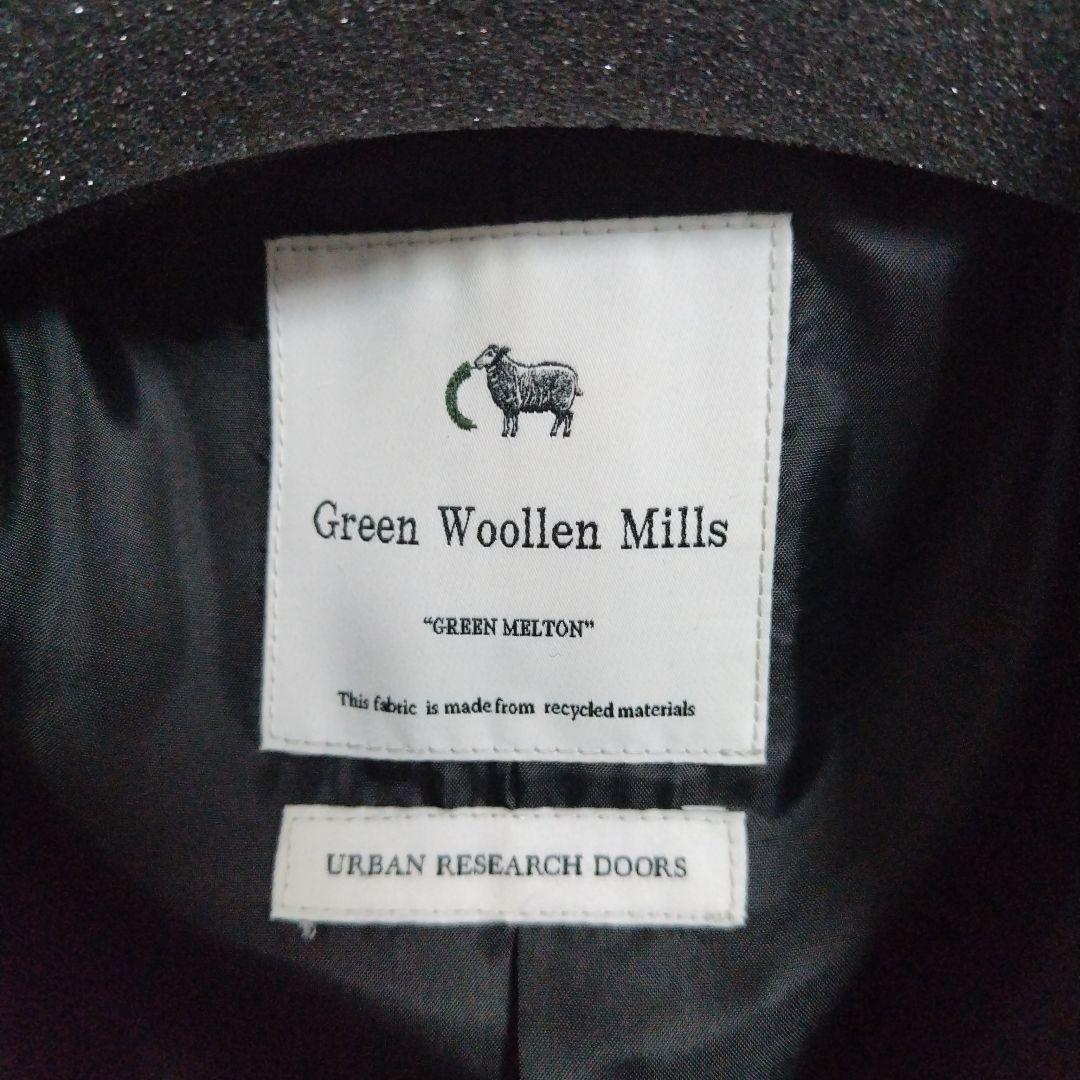 Green Woollen Mills
“GREEN MELTON”
This fabric is made from recycled materials
URBAN RESEARCH DOORS